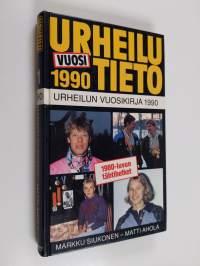 URHEILU
VUOSI
1990 TIETO
URHEILUN VUOSIKIRJA 1990
1980-luvun
tähtihetket
MARKKU SIUKONEN – MATTI AHOLA